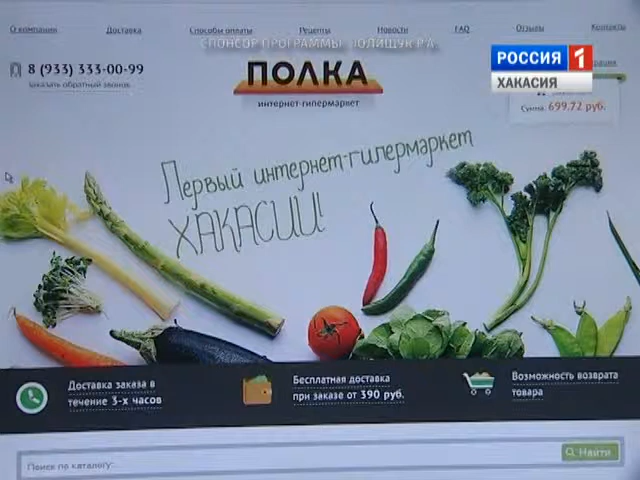 О компании
Доставка
Способы оплаты
Рецепты
Новости
FAQ
Отзывы
Контакты
СПОНСОР ПРОГРАММЫ: ПОЛИЩУК Р.А.
8 (933) 333-00-99
Заказать обратный звонок
ПОЛКА
интернет-гипермаркет
РОССИЯ 1
ХАКАСИЯ
Сумма: 699,72 руб.
Первый интернет-гипермаркет
ХАКАСИИ!
Доставка заказа в
течение 3-х часов
Бесплатная доставка
при заказе от 390 руб.
Возможность возврата
товара
Поиск по каталогу:
Найти